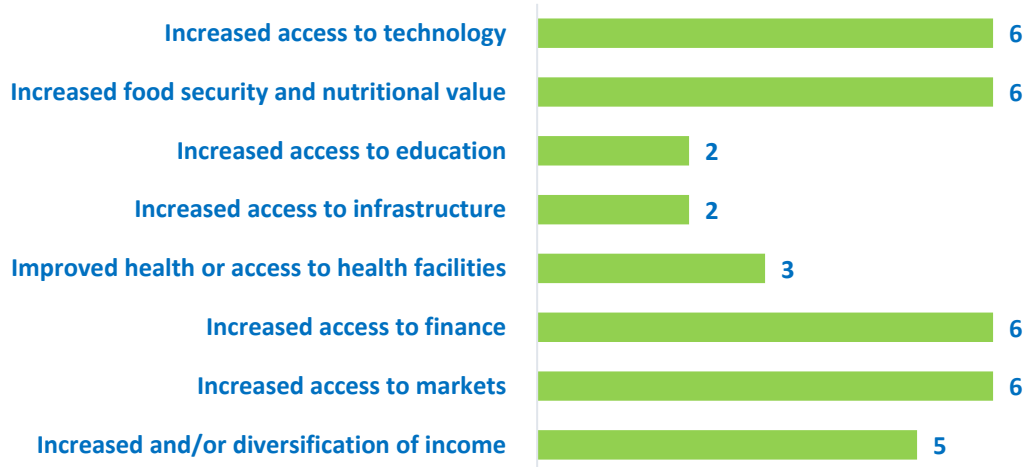 Increased access to technology 6
Increased food security and nutritional value 6
Increased access to education 2
Increased access to infrastructure 2
Improved health or access to health facilities 3
Increased access to finance 6
Increased access to markets 6
Increased and/or diversification of income 5